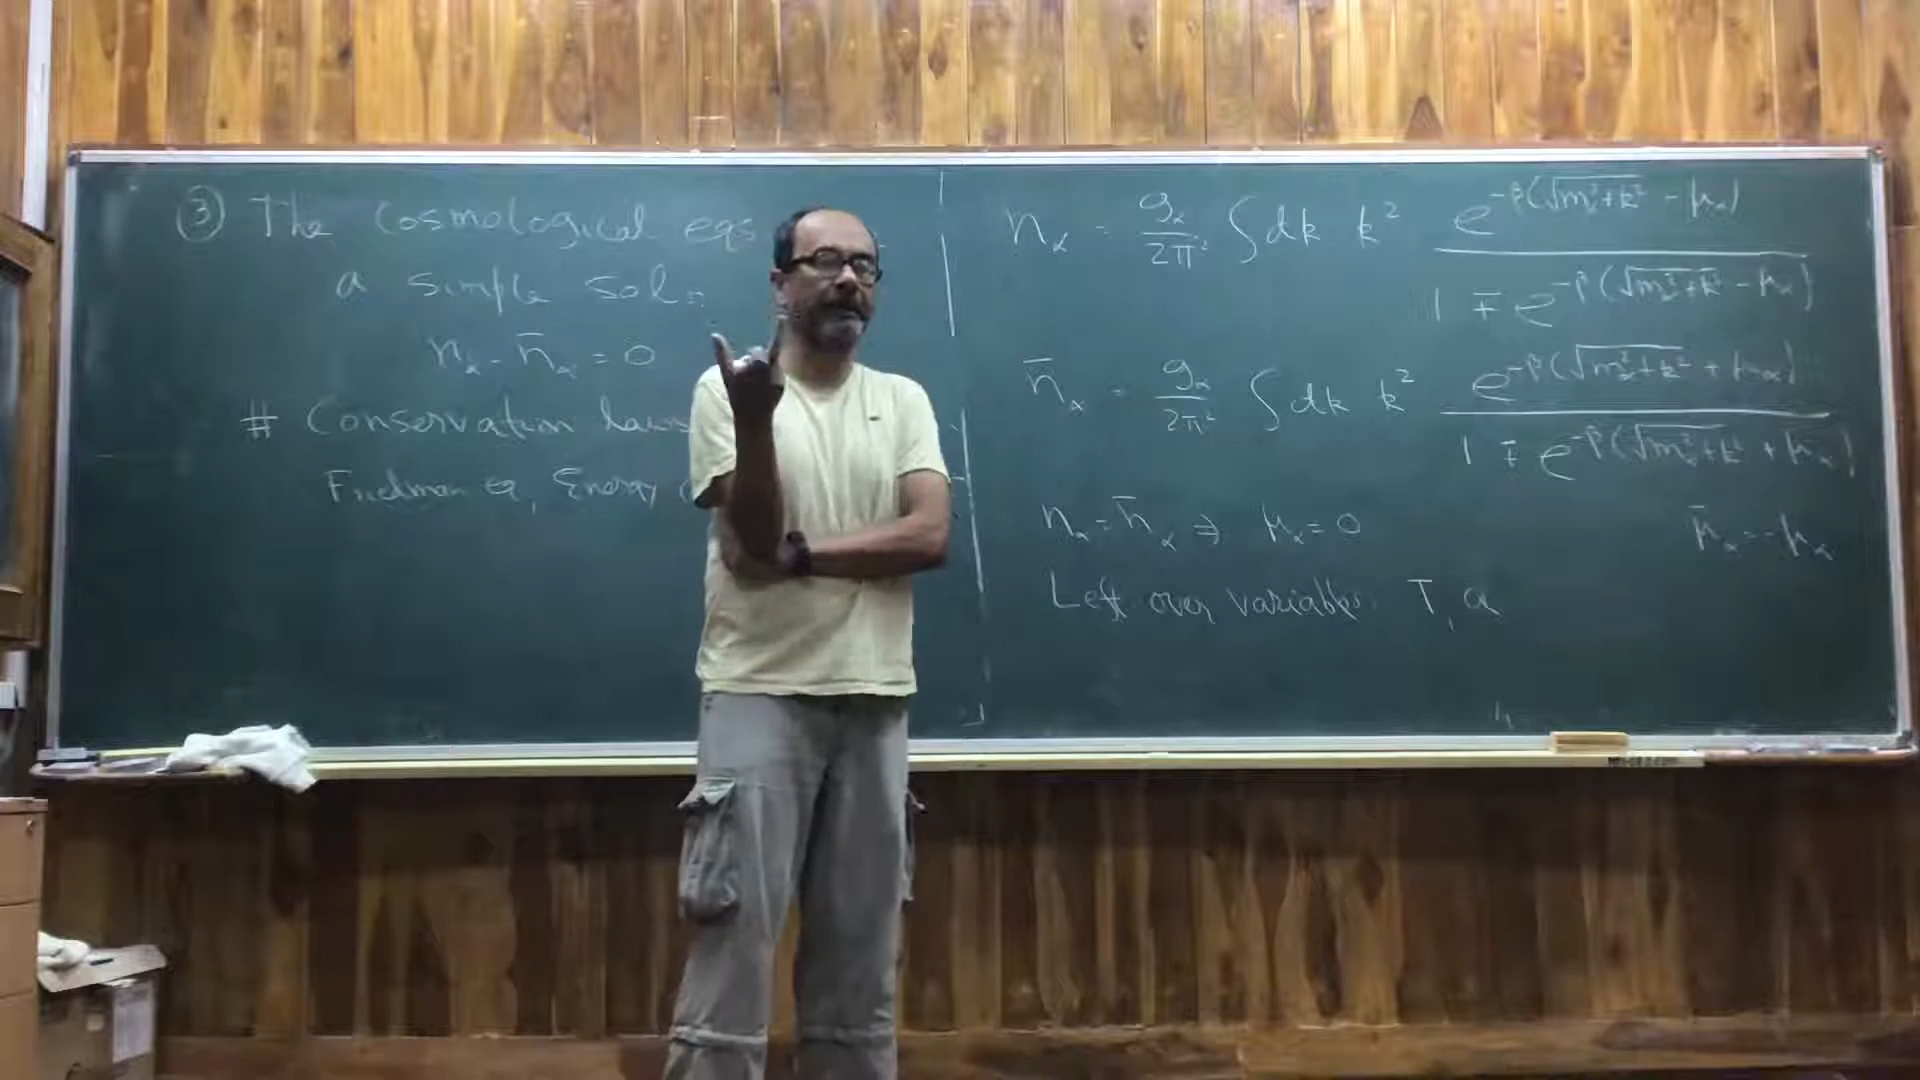 ③ The Cosmological eqs
a simple sol
n_α - n̄_α = 0
# Conservation laws
Friedman eq, Energy
n_α = g_α/2π² ∫dk k² e^{-β(√(m_α²+k²) - μ_α)} / (1 ∓ e^{-β(√(m_α²+k²) - μ_α)})
n̄_α = g_α/2π² ∫dk k² e^{-β(√(m_α²+k²) + μ_α)} / (1 ∓ e^{-β(√(m_α²+k²) + μ_α)})
n_α = n̄_α ⇒ μ_α = 0
μ̄_α = -μ_α
Left over variables: T, a